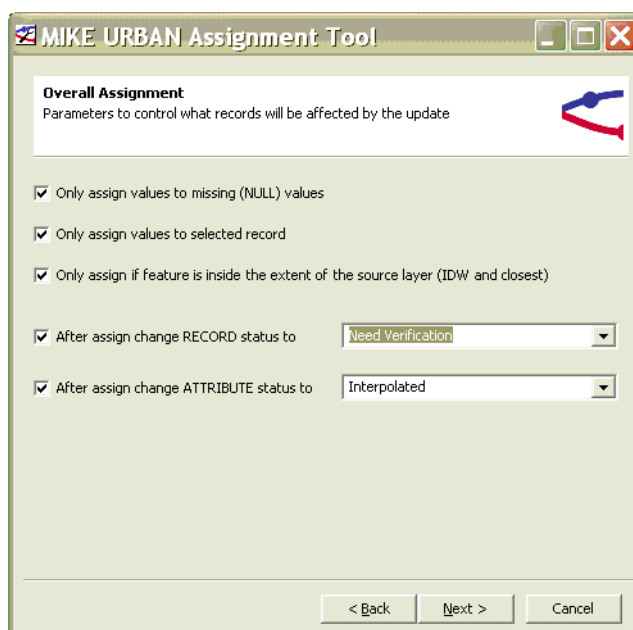 MIKE URBAN Assignment Tool
Overall Assignment
Parameters to control what records will be affected by the update
Only assign values to missing (NULL) values
Only assign values to selected record
Only assign if feature is inside the extent of the source layer (IDW and closest)
After assign change RECORD status to Need Verification
After assign change ATTRIBUTE status to Interpolated
< Back Next > Cancel